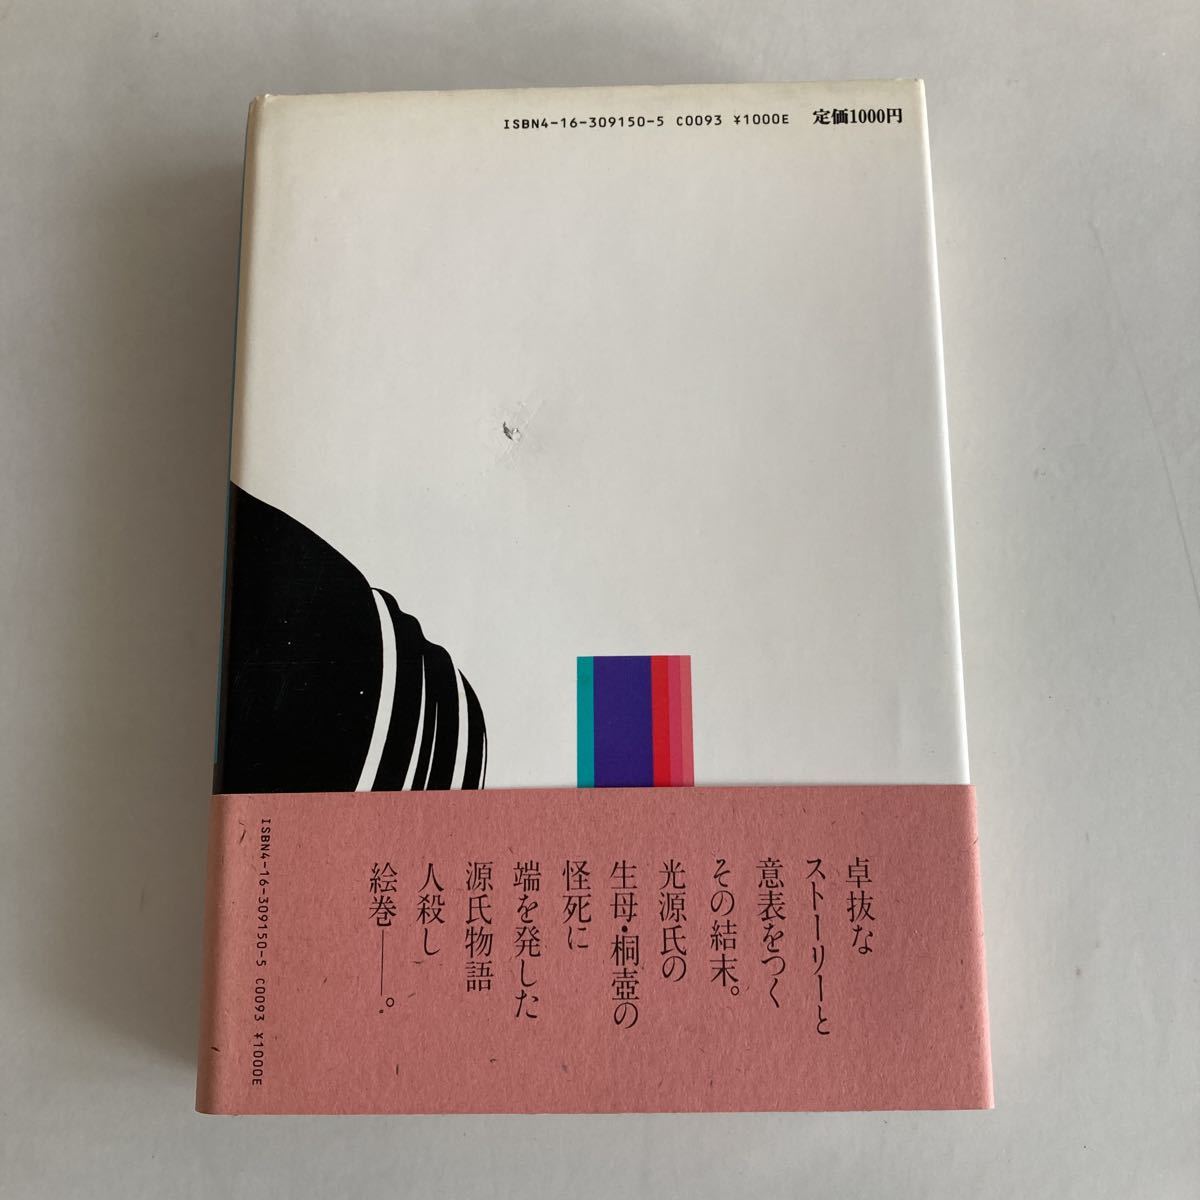 ISBN4-16-309150-5 C0093 ¥1000E 定価1000円
卓抜な
ストーリーと
意表をつく
その結末。
光源氏の
生母・桐壺の
怪死に
端を発した
源氏物語
人殺し
絵巻――。
ISBN4-16-309150-5 C0093 ¥1000E